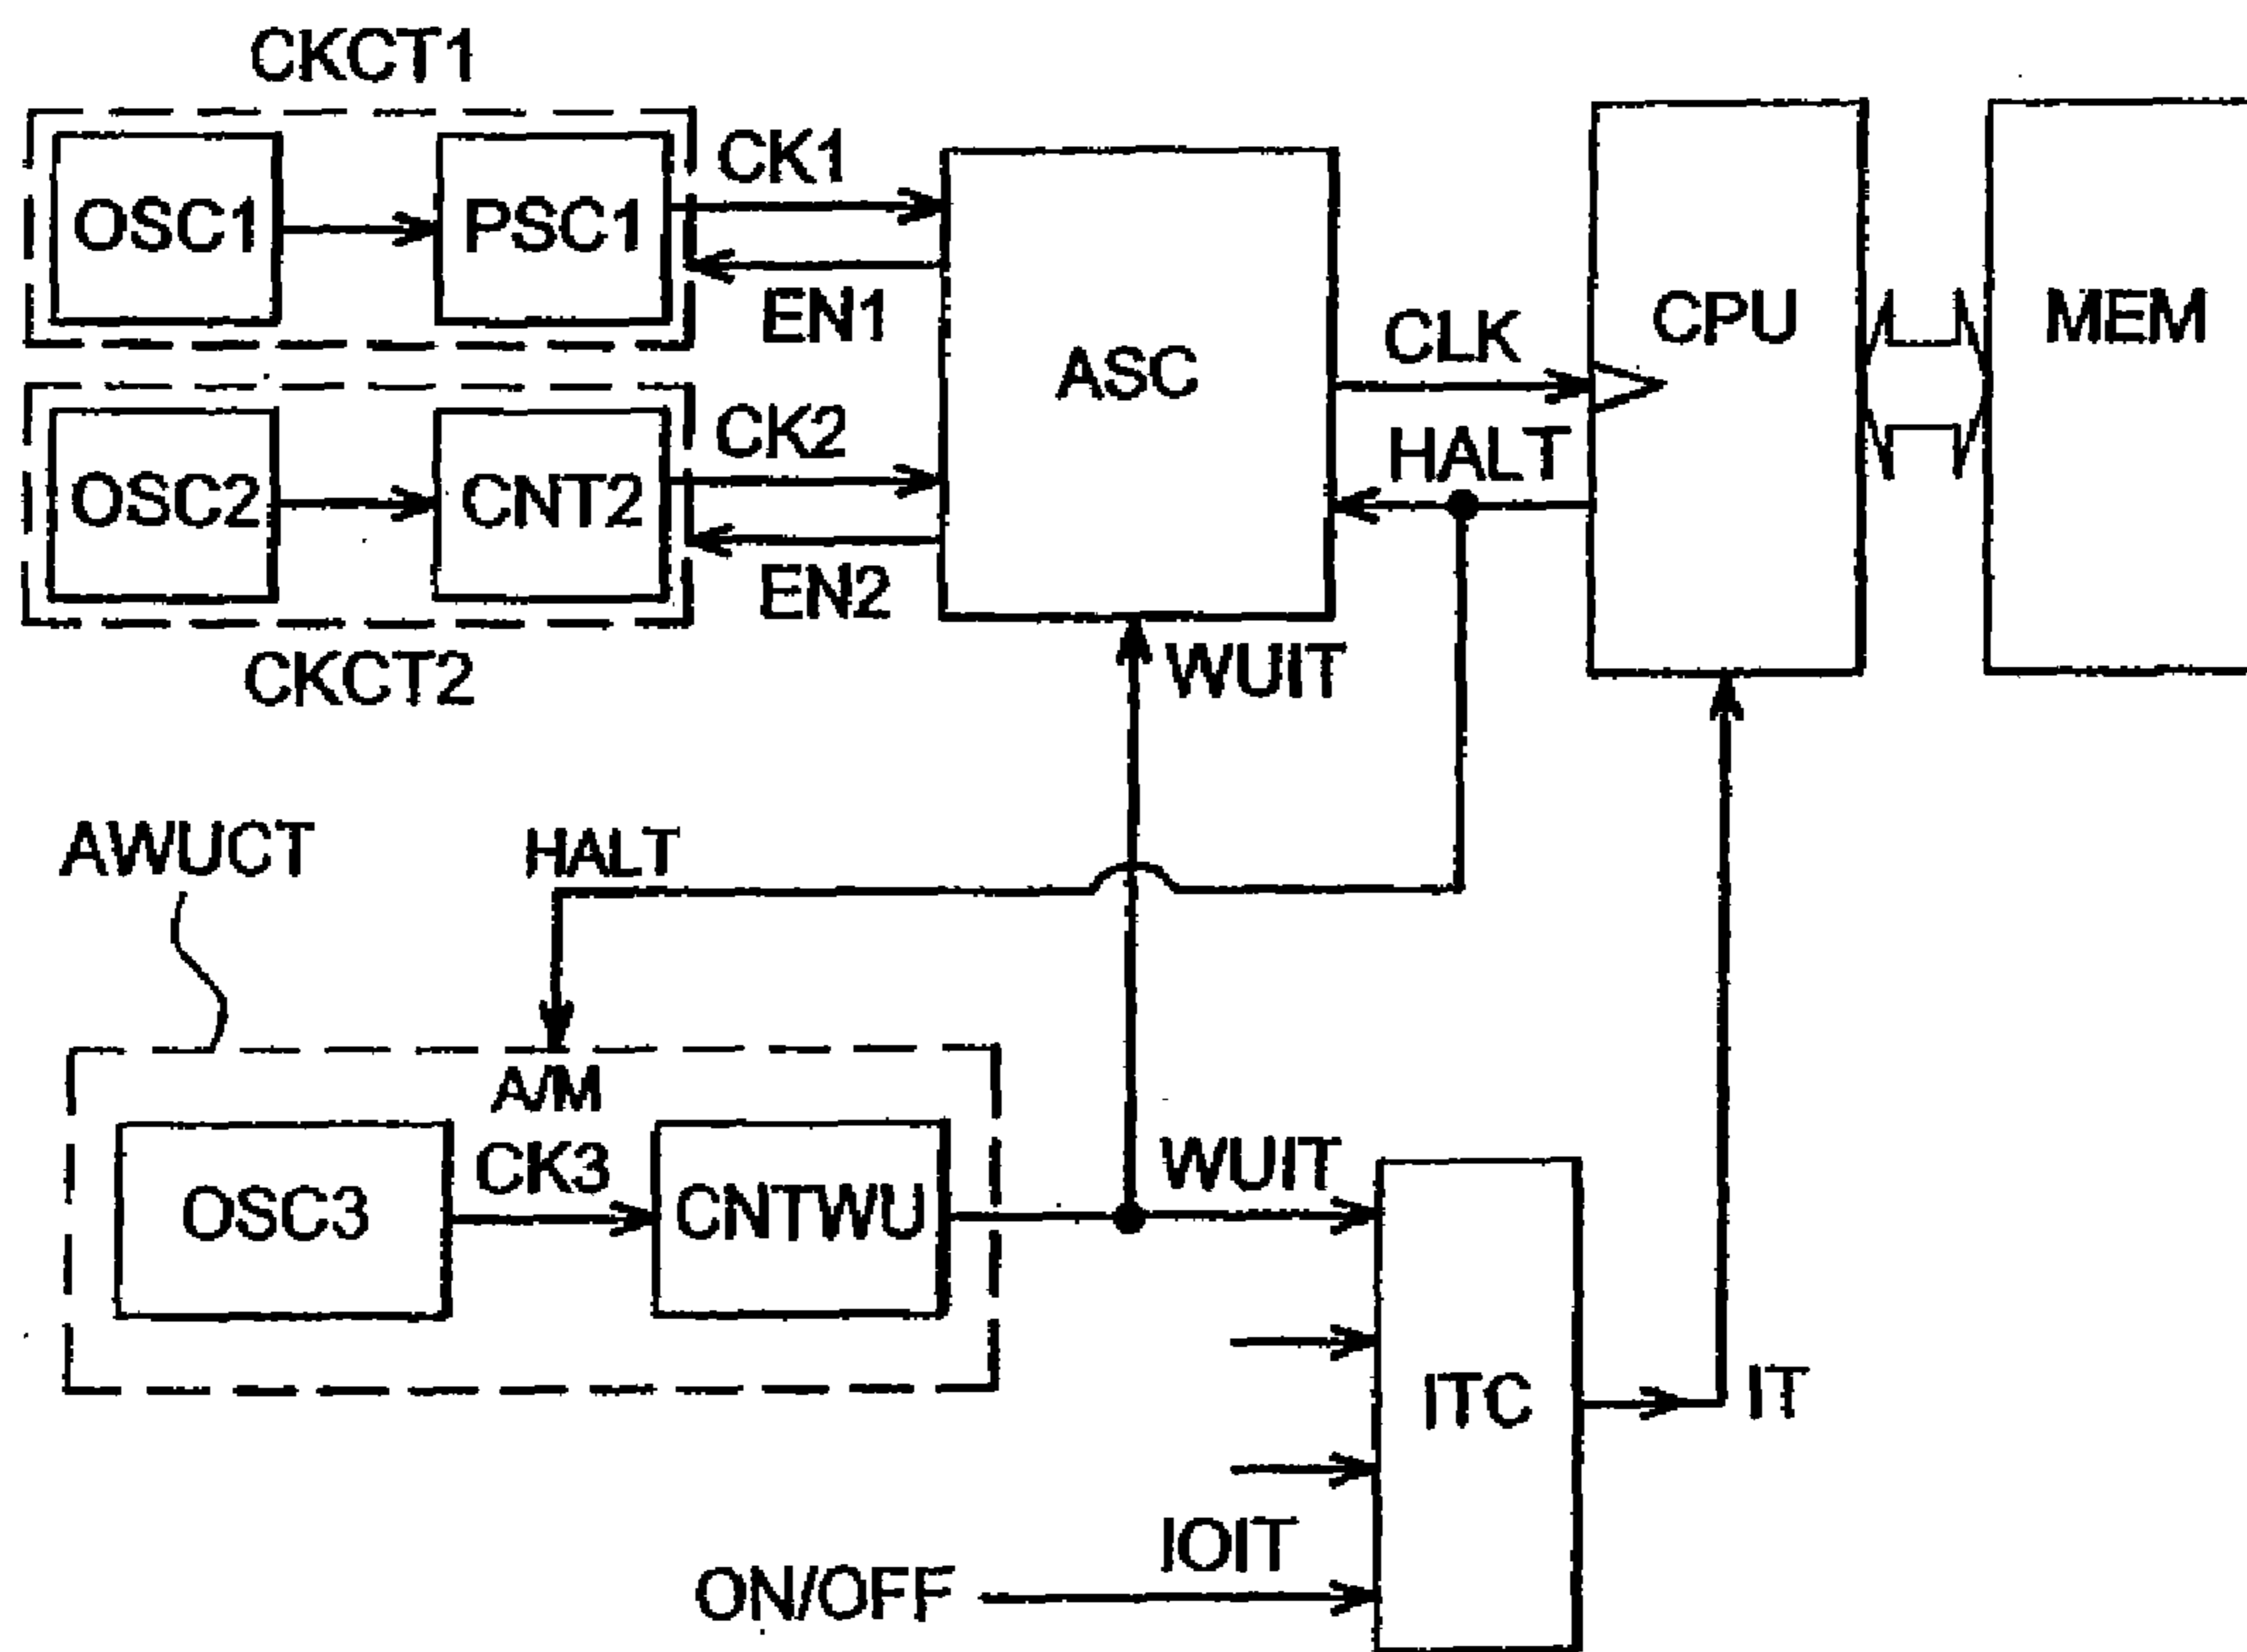 CKCT1
OSC1
PSC1
CK1
EN1
ASC
CLK
CPU
MEM
HALT
OSC2
CNT2
CK2
EN2
CKCT2
WUIT
AWUCT
HALT
A/M
OSC3
CK3
CNTWU
WUIT
ITC
IT
IOIT
ON/OFF